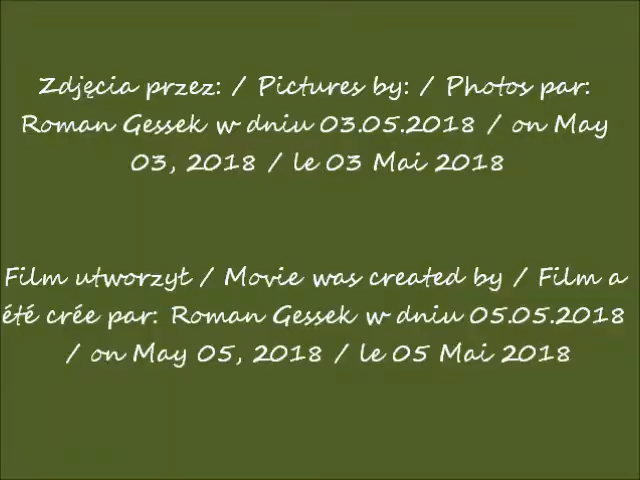 Zdjęcia przez: / Pictures by: / Photos par:
Roman Gessek w dniu 03.05.2018 / on May
03, 2018 / le 03 Mai 2018
Film utworzył / Movie was created by / Film a
été crée par: Roman Gessek w dniu 05.05.2018
/ on May 05, 2018 / le 05 Mai 2018